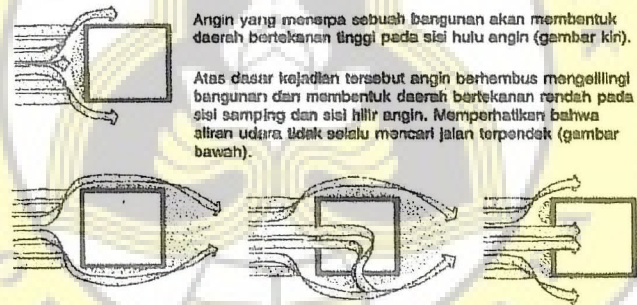 Angin yang menerpa sebuah bangunan akan membentuk
daerah bertekanan tinggi pada sisi hulu angin (gambar kiri).
Atas dasar kejadian tersebut angin berhembus mengelilingi
bangunan dan membentuk daerah bertekanan rendah pada
sisi samping dan sisi hilir angin. Memperhatikan bahwa
aliran udara tidak selalu mencari jalan terpendek (gambar
bawah).